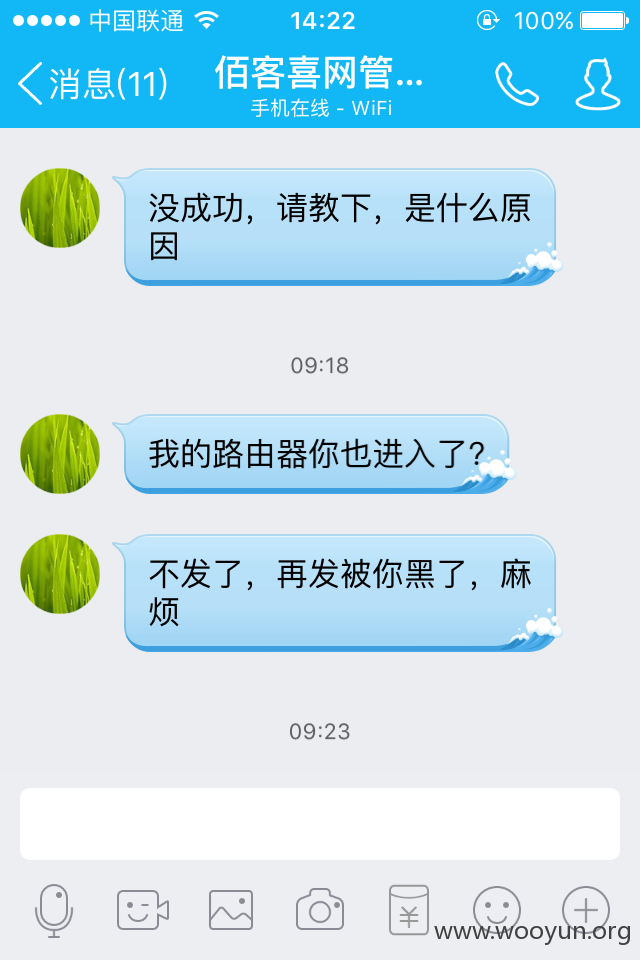 中国联通 14:22 100%
消息(11) 佰客喜网管...
手机在线 - WiFi
没成功，请教下，是什么原
因
09:18
我的路由器你也进入了?
不发了，再发被你黑了，麻
烦
09:23
www.wooyun.org